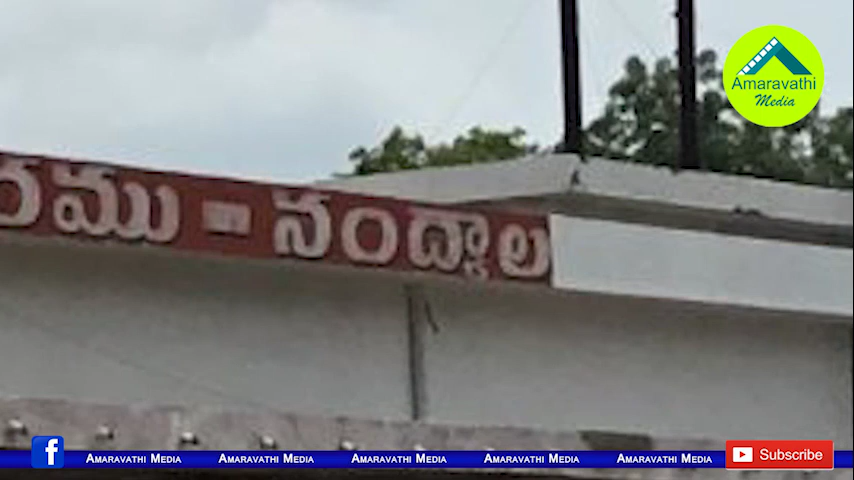 Amaravathi
Media
రము - నంద్యాల
f AMARAVATHI MEDIA AMARAVATHI MEDIA AMARAVATHI MEDIA AMARAVATHI MEDIA AMARAVATHI MEDIA Subscribe